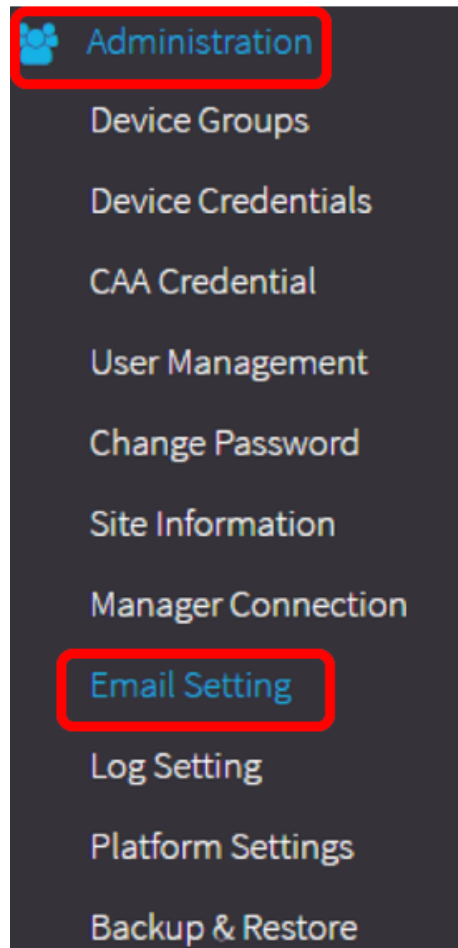 Administration
Device Groups
Device Credentials
CAA Credential
User Management
Change Password
Site Information
Manager Connection
Email Setting
Log Setting
Platform Settings
Backup & Restore